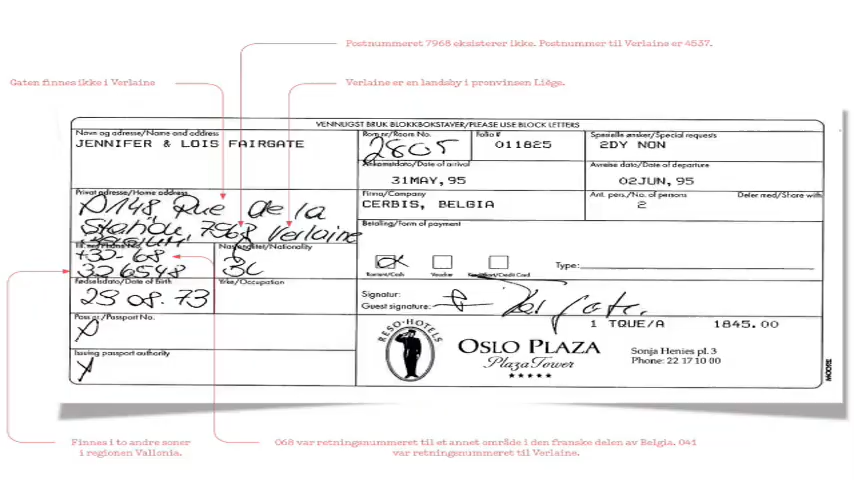 Postnummeret 7968 eksisterer ikke. Postnummer til Verlaine er 4537.
Gaten finnes ikke i Verlaine
Verlaine er en landsby i pronvinsen Liége.
VENNLIGST BRUK BLOKKBOKSTAVER/PLEASE USE BLOCK LETTERS
Navn og adresse/Name and address
JENNIFER & LOIS FAIRGATE
Rom nr/Room No.
2805
Folio #
011825
Spesielle ønsker/Special requests
2DY NON
Ankomstdato/Date of arrival
31MAY,95
Avreise dato/Date of departure
02JUN,95
Privat adresse/Home address
148, Rue de la
Station, 7968 Verlaine
Firma/Company
CERBIS, BELGIA
Ant. pers./No. of persons
2
Deler med/Share with
Betaling/Form of payment
Tlf. nr/Phone No.
+32-68
326548
Nasjonalitet/Nationality
Kontant/Cash
Voucher
Kredittkort/Credit Card
Type:
Fødselsdato/Date of birth
23 08. 73
Yrke/Occupation
Signatur:
Guest signature:
Pass nr./Passport No.
1 TQUE/A 1845.00
Issuing passport authority
RESO-HOTELS
OSLO PLAZA
Plaza Tower
Sonja Henies pl. 3
Phone: 22 17 10 00
MOORE
Finnes i to andre soner
i regionen Vallonia.
068 var retningsnummeret til et annet område i den franske delen av Belgia. 041
var retningsnummeret til Verlaine.